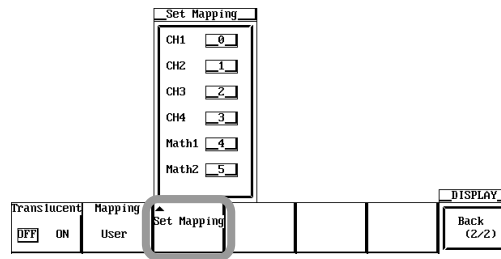 Set Mapping
CH1 0
CH2 1
CH3 2
CH4 3
Math1 4
Math2 5
DISPLAY
Translucent Mapping
Set Mapping Back
OFF ON User (2/2)